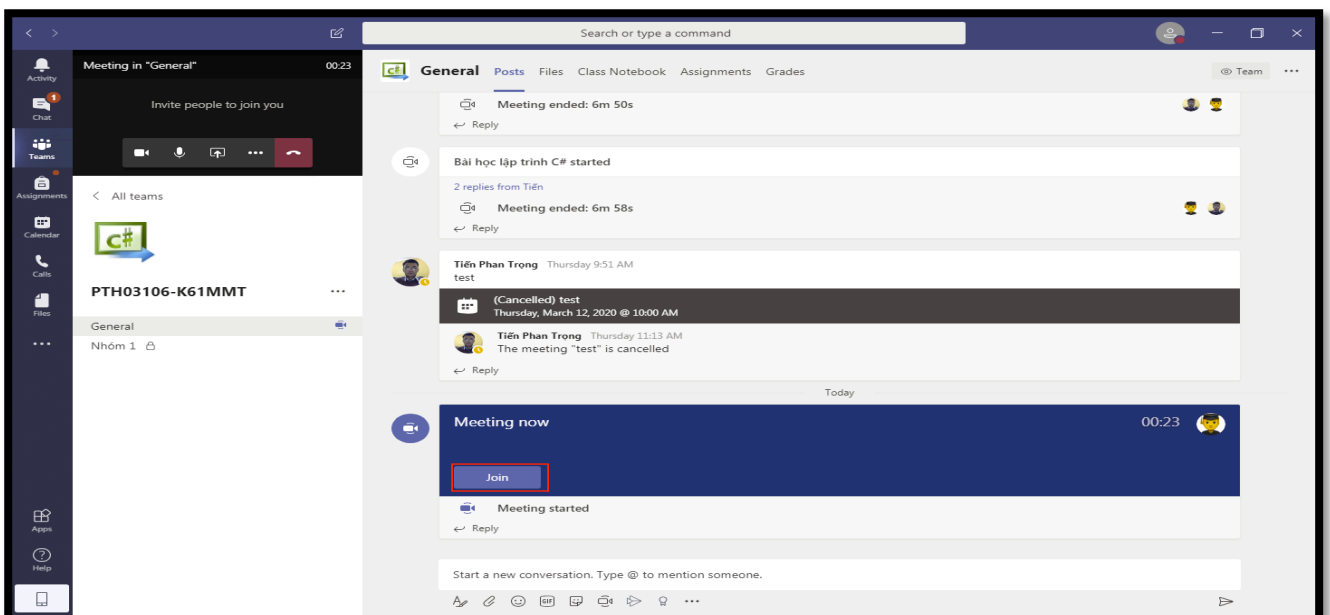 Search or type a command
Activity
Chat
1
Teams
Assignments
Calendar
Calls
Files
Apps
Help
Meeting in "General" 00:23
Invite people to join you
All teams
C#
PTH03106-K61MMT
General
Nhóm 1
C# General Posts Files Class Notebook Assignments Grades Team
Meeting ended: 6m 50s
Reply
Bài học lập trình C# started
2 replies from Tiến
Meeting ended: 6m 58s
Reply
Tiến Phan Trọng Thursday 9:51 AM
test
(Cancelled) test
Thursday, March 12, 2020 @ 10:00 AM
Tiến Phan Trọng Thursday 11:13 AM
The meeting "test" is cancelled
Reply
Today
Meeting now 00:23
Join
Meeting started
Reply
Start a new conversation. Type @ to mention someone.
GIF